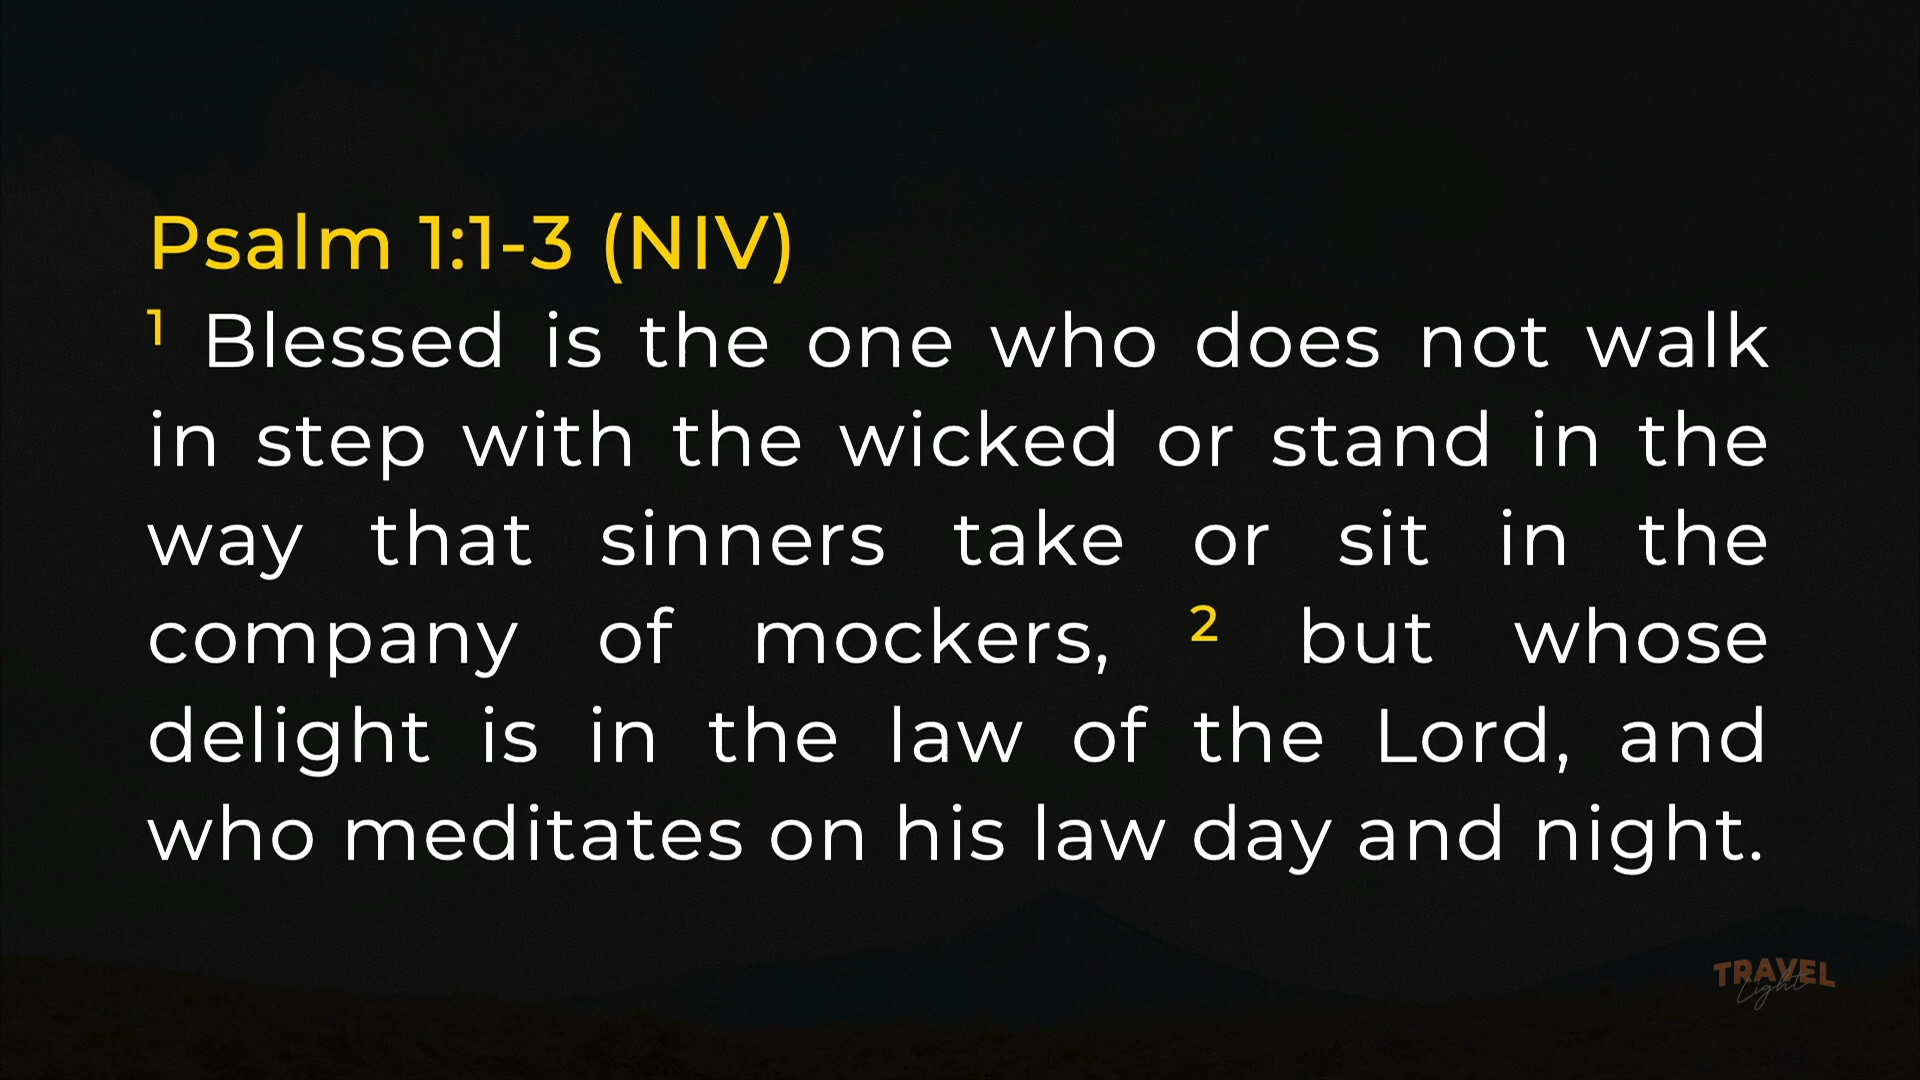 Psalm 1:1-3 (NIV)
1 Blessed is the one who does not walk
in step with the wicked or stand in the
way that sinners take or sit in the
company of mockers, 2 but whose
delight is in the law of the Lord, and
who meditates on his law day and night.
TRAVEL
Light